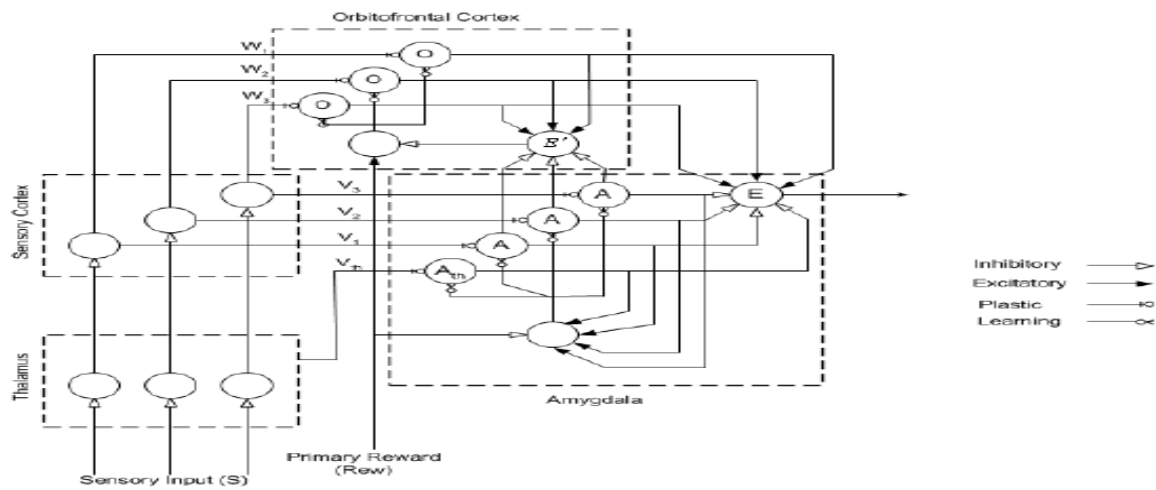 Orbitofrontal Cortex
W₁
O
W₂
O
W₃
O
E'
Sensory Cortex
V₃
A
E
V₂
A
V₁
A
Vₜₕ
Aₜₕ
Inhibitory
Excitatory
Plastic
Learning
Thalamus
Amygdala
Primary Reward
(Rew)
Sensory Input (S)